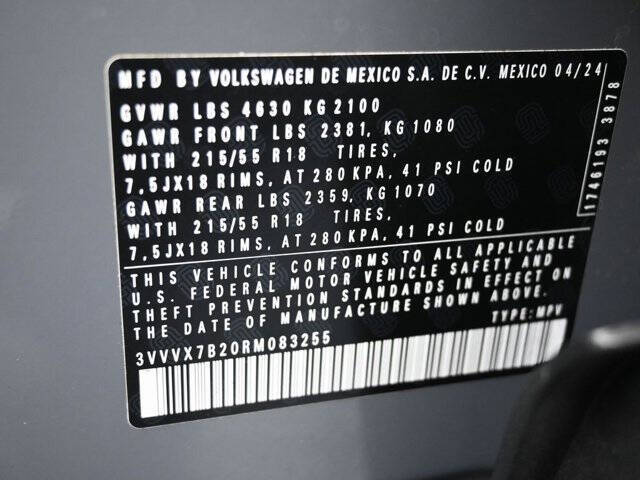 MFD BY VOLKSWAGEN DE MEXICO S.A. DE C.V. MEXICO 04/24
GVWR LBS 4630 KG 2100
GAWR FRONT LBS 2381, KG 1080
WITH 215/55 R18 TIRES,
7,5JX18 RIMS, AT 280 KPA, 41 PSI COLD
GAWR REAR LBS 2359, KG 1070
WITH 215/55 R18 TIRES,
7,5JX18 RIMS, AT 280 KPA, 41 PSI COLD
THIS VEHICLE CONFORMS TO ALL APPLICABLE
U.S. FEDERAL MOTOR VEHICLE SAFETY AND
THEFT PREVENTION STANDARDS IN EFFECT ON
THE DATE OF MANUFACTURE SHOWN ABOVE.
3VVVX7B20RM083255 TYPE: MPV
1746193 3878